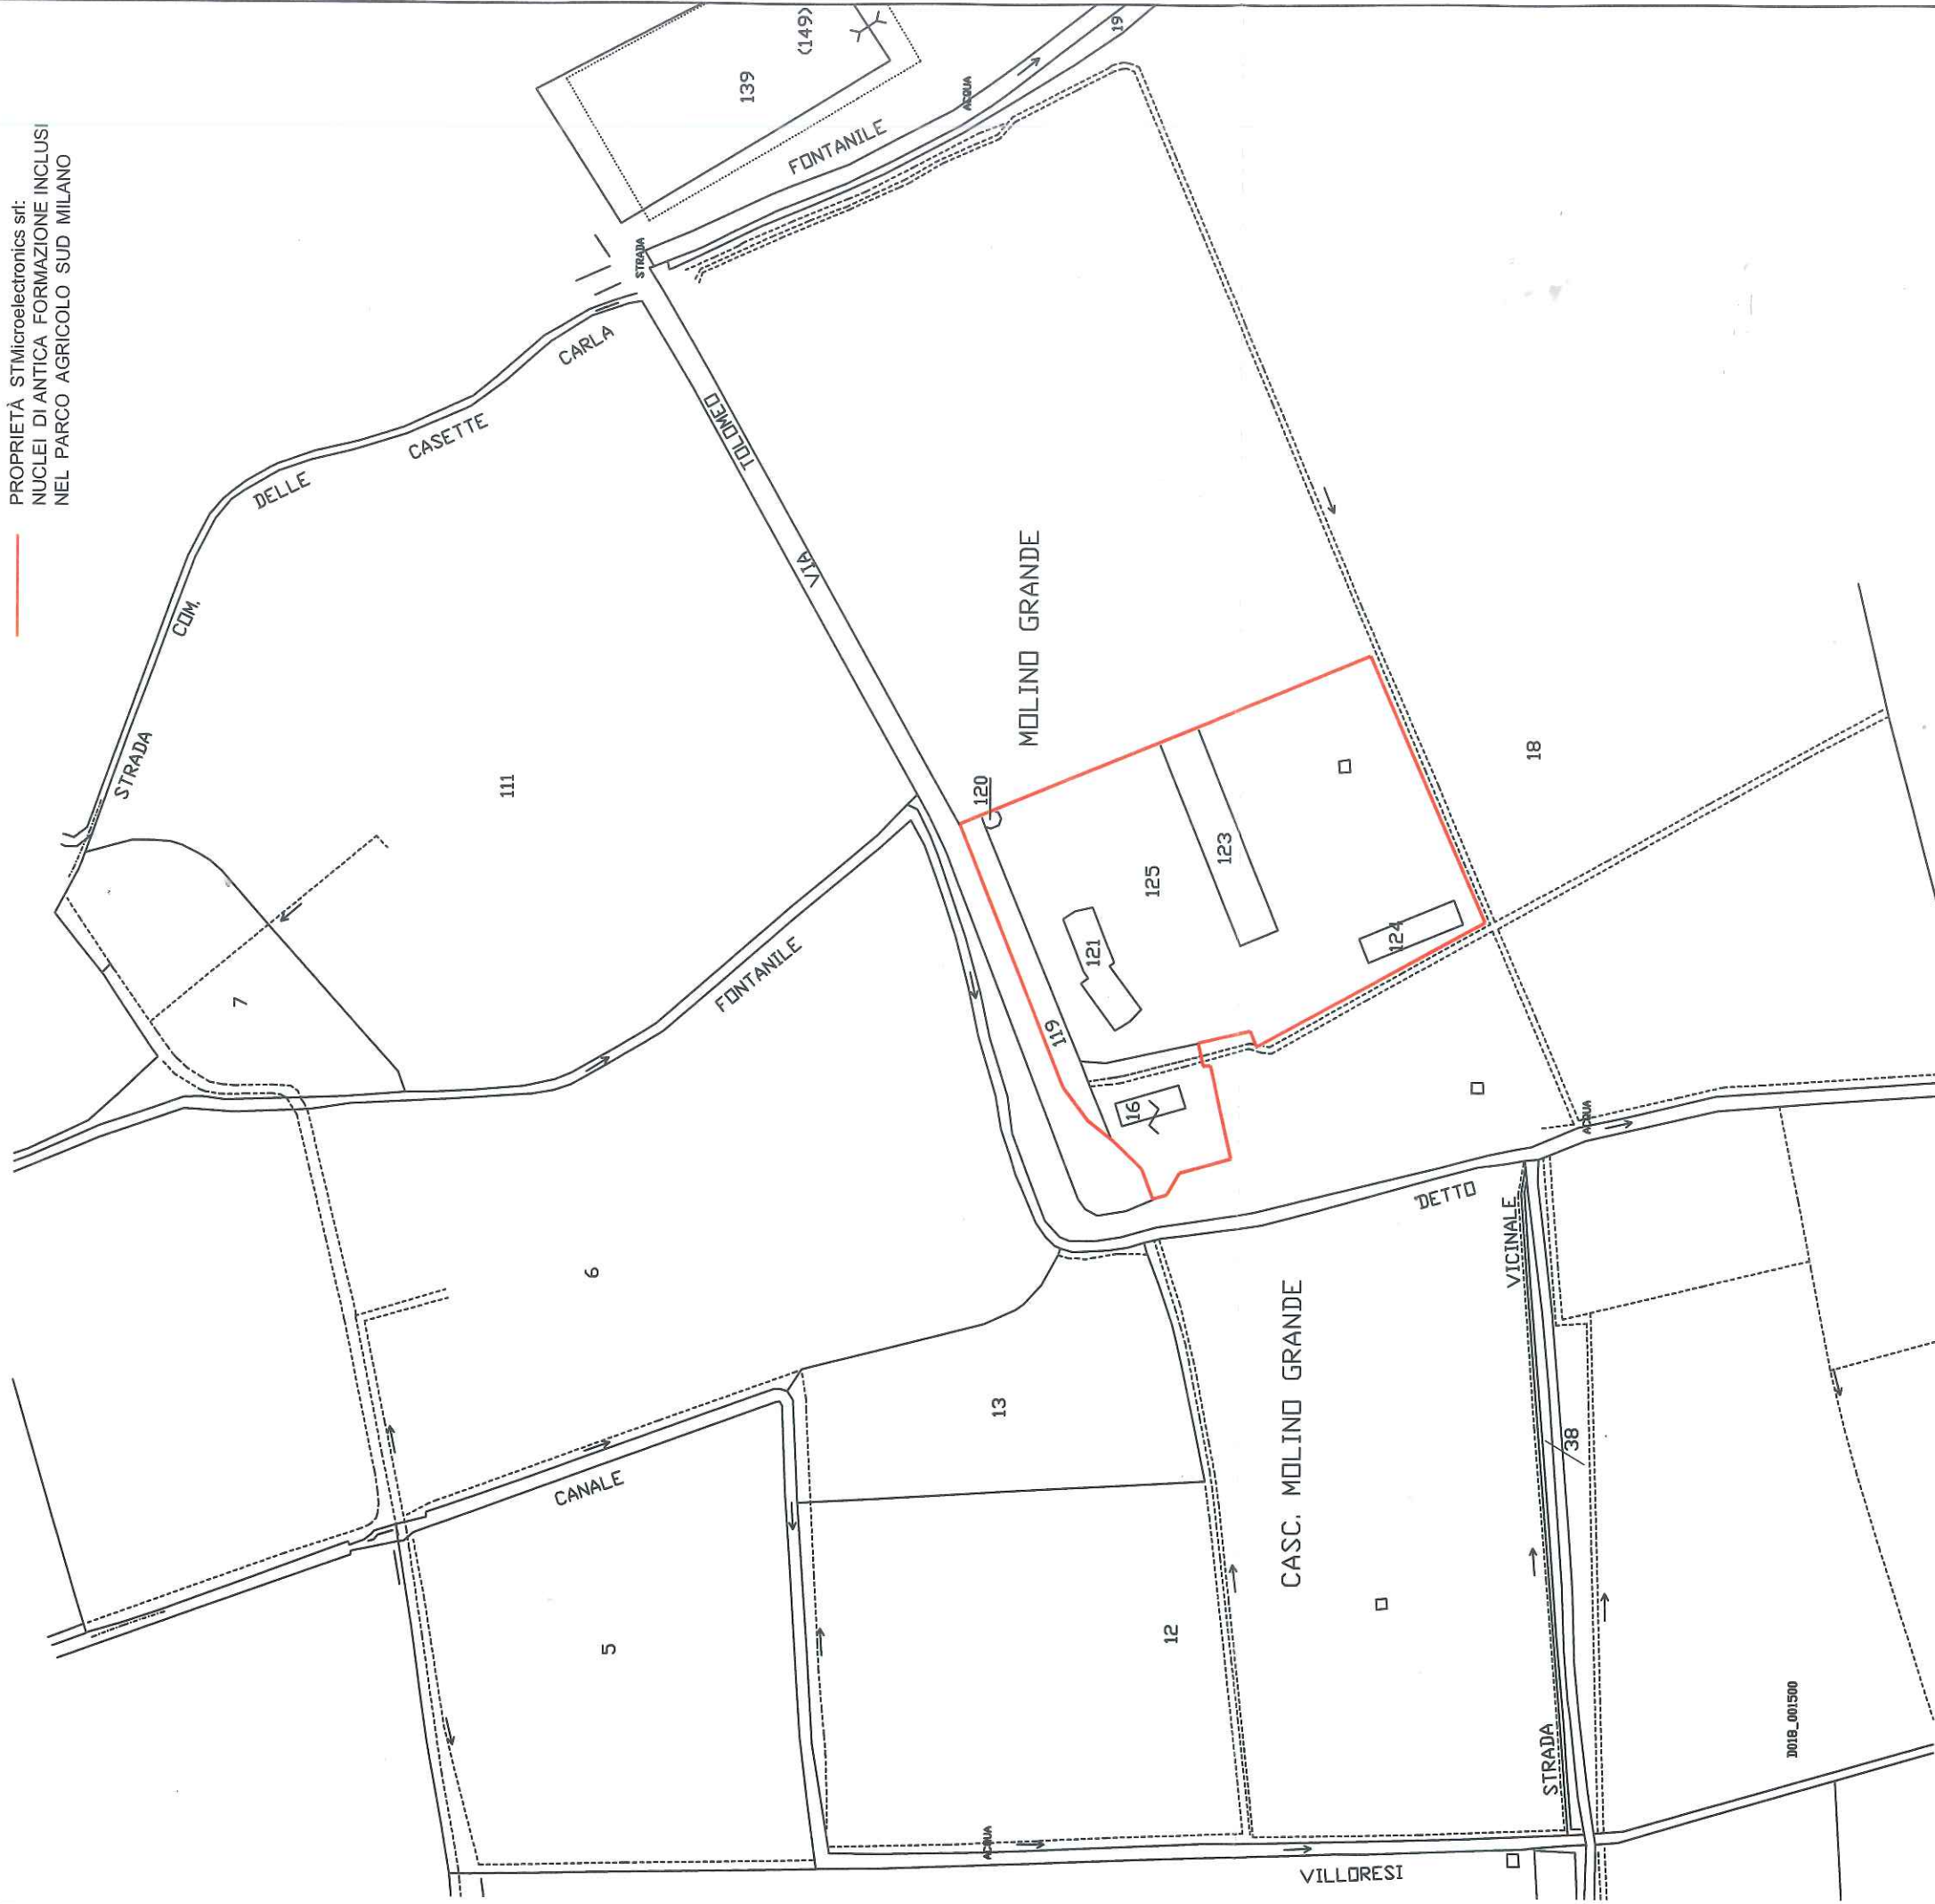 PROPRIETÀ STMicroelectronics srl:
NUCLEI DI ANTICA FORMAZIONE INCLUSI
NEL PARCO AGRICOLO SUD MILANO
139
(149)
19
ACQUA
FONTANILE
STRADA
CARLA
CASETTE
DELLE
COM.
STRADA
TOLOMEO
VIA
MOLINO GRANDE
111
120
18
7
FONTANILE
125
123
121
124
119
16
ACQUA
DETTO
VICINALE
6
13
CASC. MOLINO GRANDE
38
CANALE
5
12
STRADA
D018_001500
ACQUA
VILLORESI